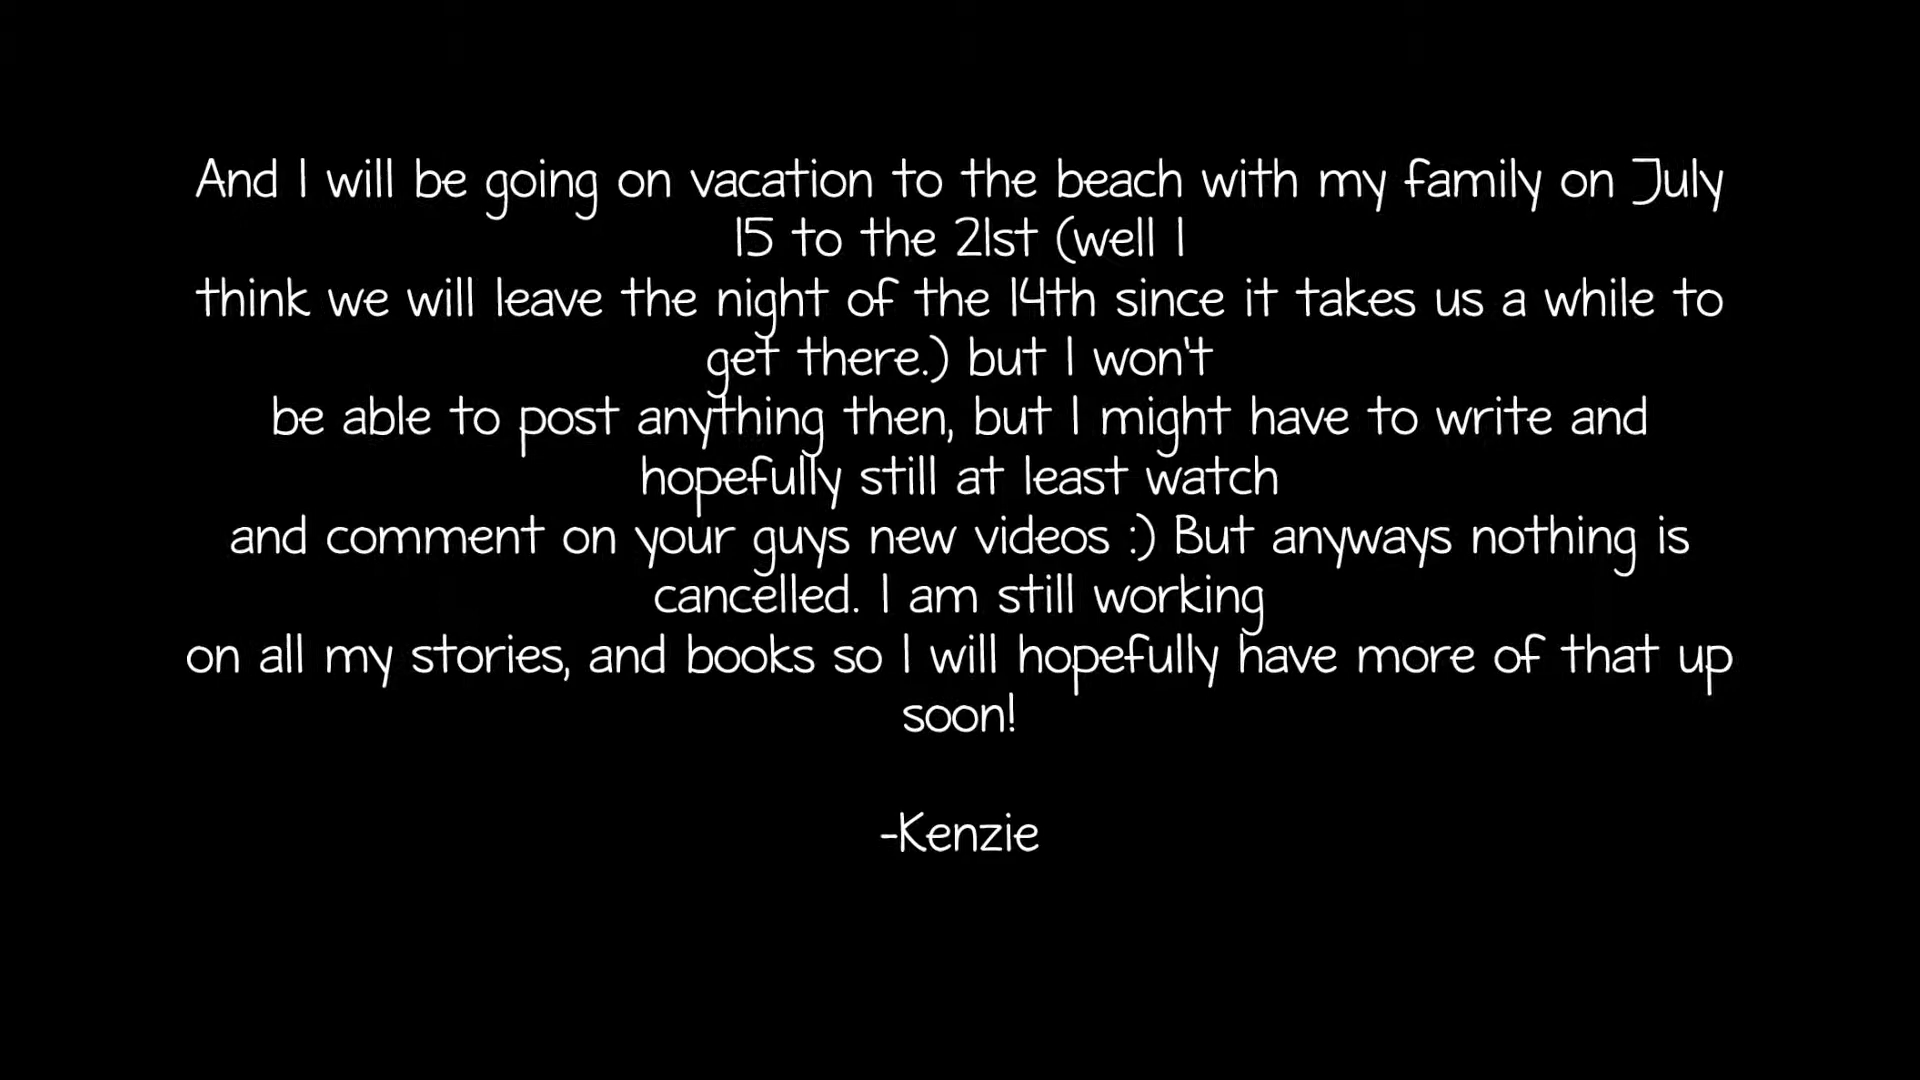 And I will be going on vacation to the beach with my family on July
15 to the 21st (well I
think we will leave the night of the 14th since it takes us a while to
get there.) but I won't
be able to post anything then, but I might have to write and
hopefully still at least watch
and comment on your guys new videos :) But anyways nothing is
cancelled. I am still working
on all my stories, and books so I will hopefully have more of that up
soon!
-Kenzie